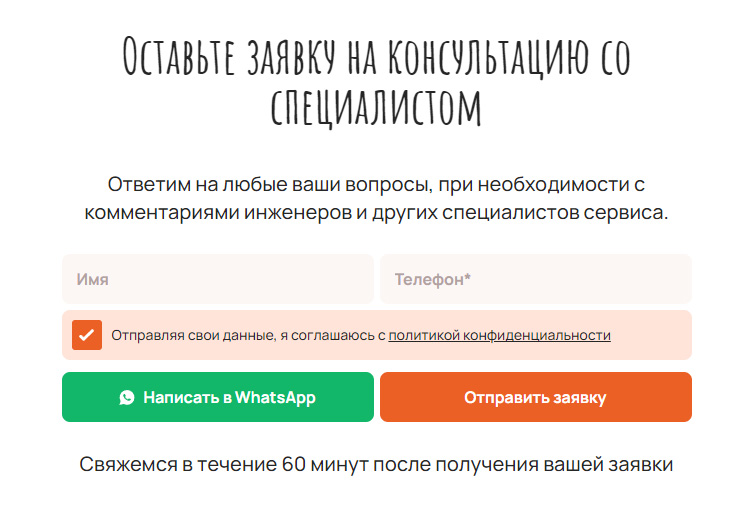 Оставьте заявку на консультацию со
специалистом
Ответим на любые ваши вопросы, при необходимости с
комментариями инженеров и других специалистов сервиса.
Имя
Телефон*
Отправляя свои данные, я соглашаюсь с политикой конфиденциальности
Написать в WhatsApp
Отправить заявку
Свяжемся в течение 60 минут после получения вашей заявки